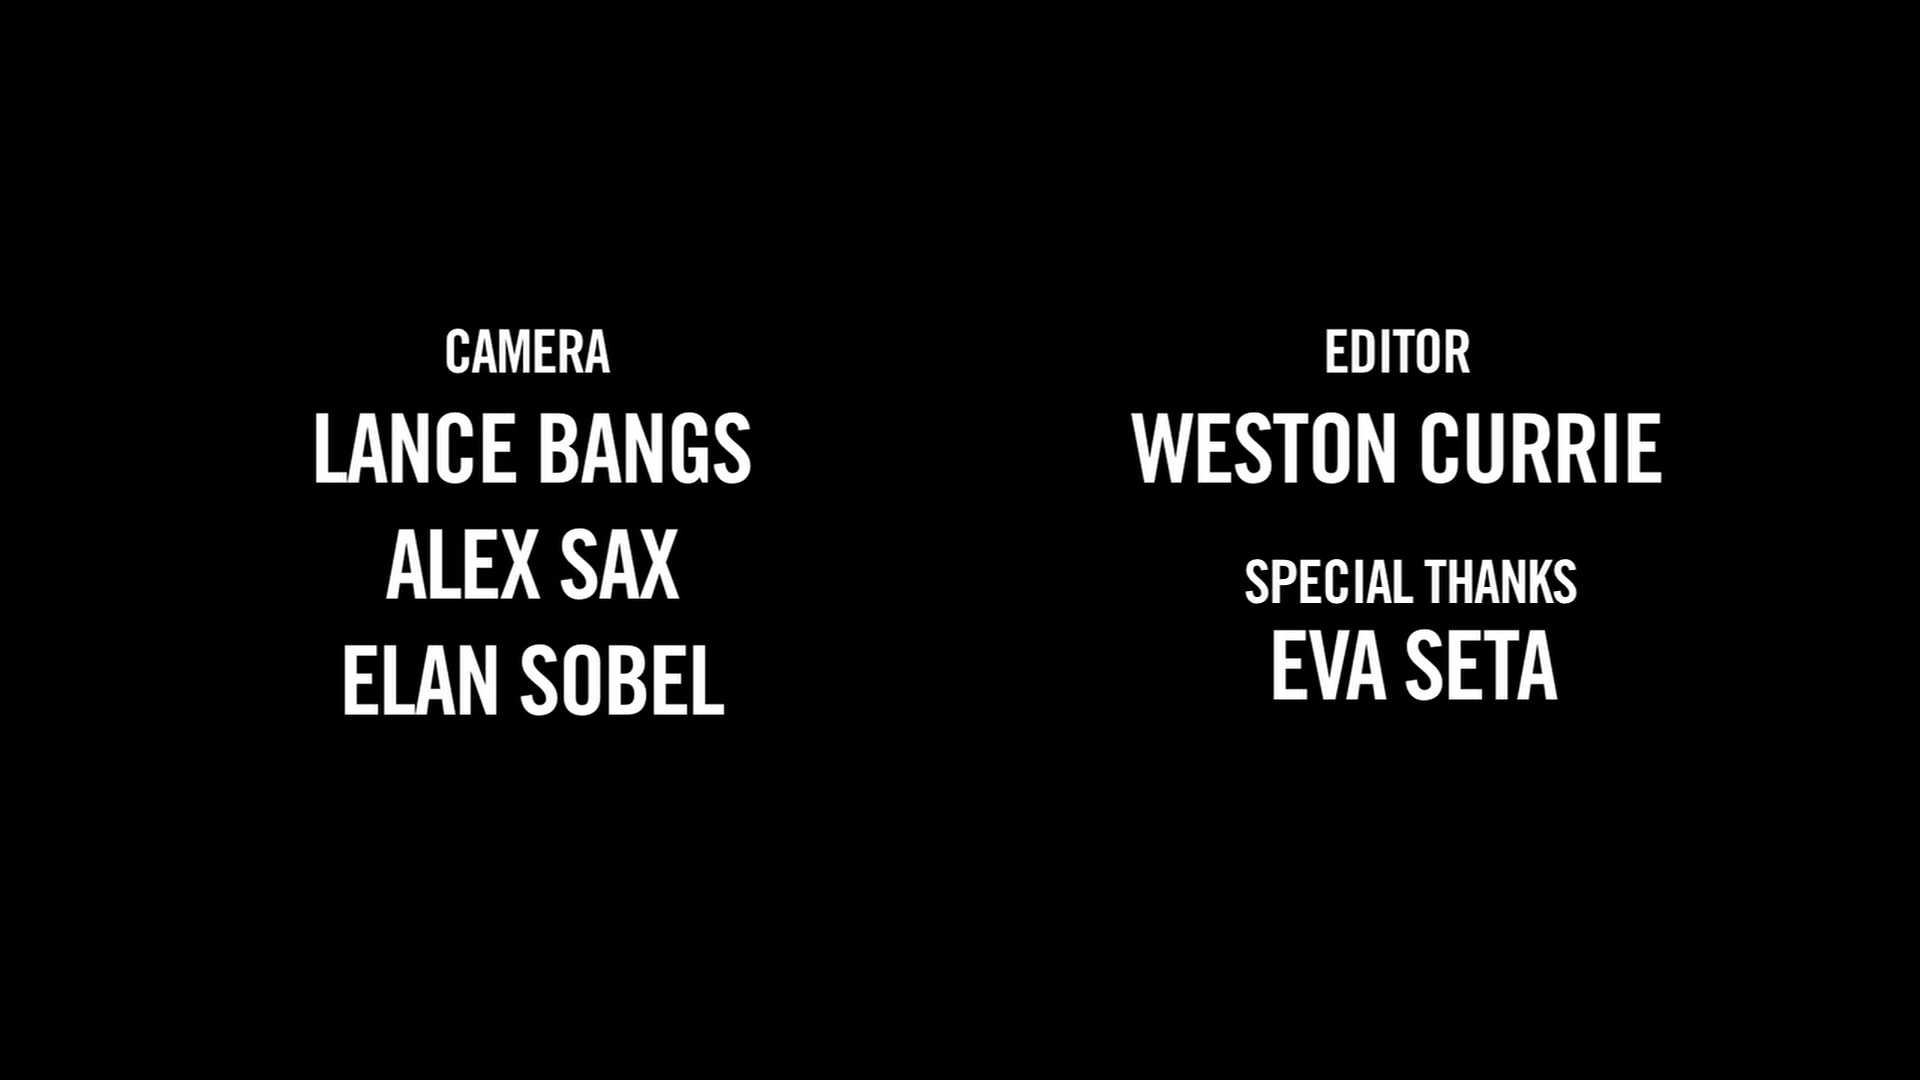 CAMERA
LANCE BANGS
ALEX SAX
ELAN SOBEL
EDITOR
WESTON CURRIE
SPECIAL THANKS
EVA SETA